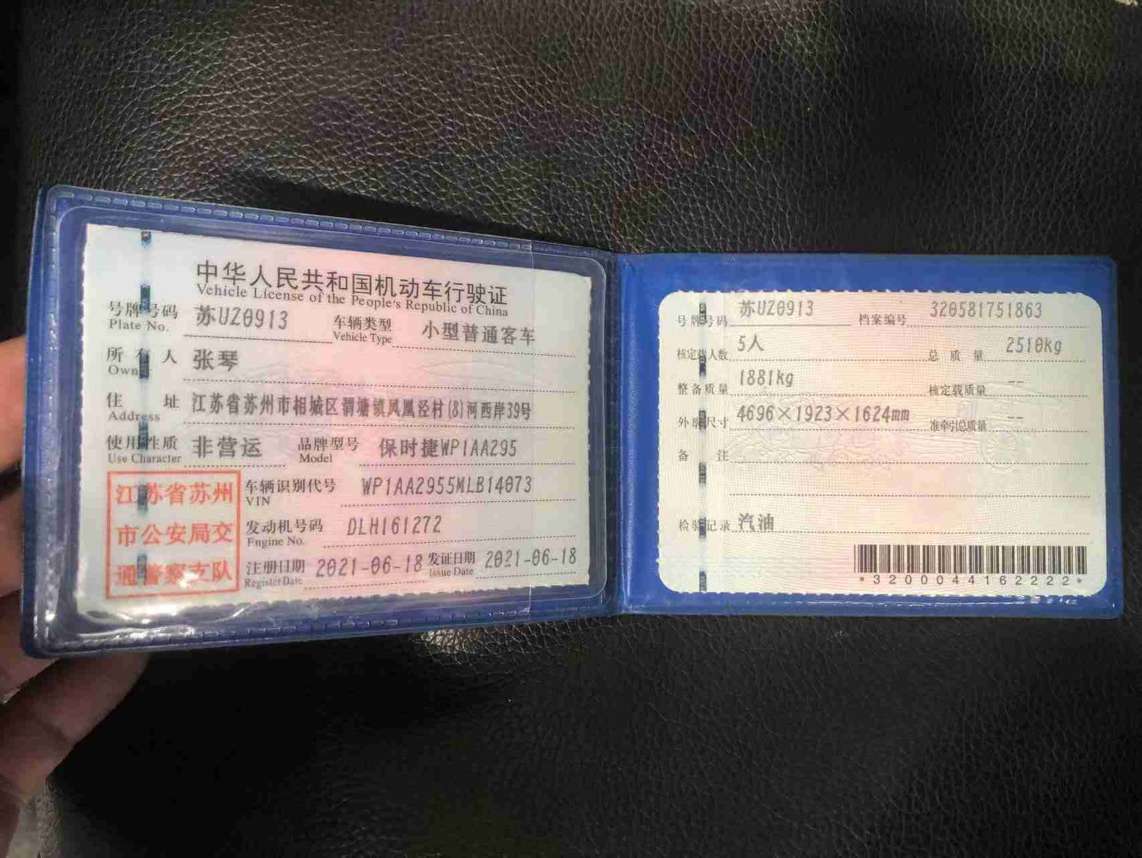 中华人民共和国机动车行驶证
Vehicle License of the People's Republic of China
号牌号码 苏UZ0913 车辆类型 小型普通客车
Plate No. Vehicle Type
所有人 张琴
Owner
住址 江苏省苏州市相城区渭塘镇凤凰泾村(8)河西岸39号
Address
使用性质 非营运 品牌型号 保时捷WP1AA295
Use Character Model
江苏省苏州
市公安局交
通警察支队
车辆识别代号 WP1AA2955MLB14073
VIN
发动机号码 DLH161272
Engine No.
注册日期 2021-06-18 发证日期 2021-06-18
Register Date Issue Date
号牌号码 苏UZ0913 档案编号 320581751863
核定载人数 5人 总质量 2510kg
整备质量 1881kg 核定载质量 --
外廓尺寸 4696×1923×1624mm 准牵引总质量 --
备注
检验记录 汽油
*3200044162222*